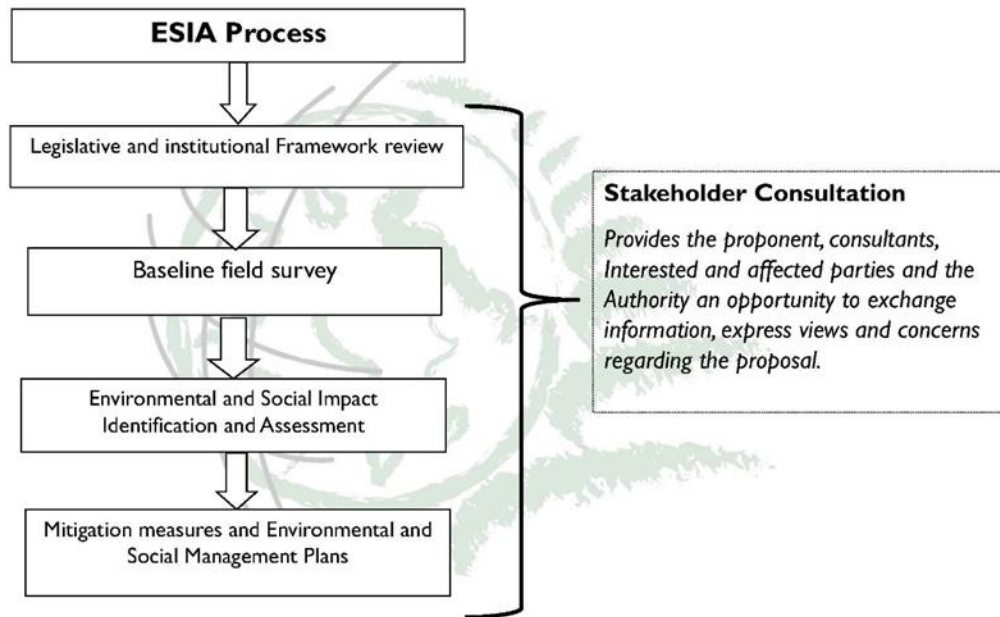 ESIA Process
Legislative and institutional Framework review
Baseline field survey
Environmental and Social Impact
Identification and Assessment
Mitigation measures and Environmental and
Social Management Plans
Stakeholder Consultation
Provides the proponent, consultants,
Interested and affected parties and the
Authority an opportunity to exchange
information, express views and concerns
regarding the proposal.